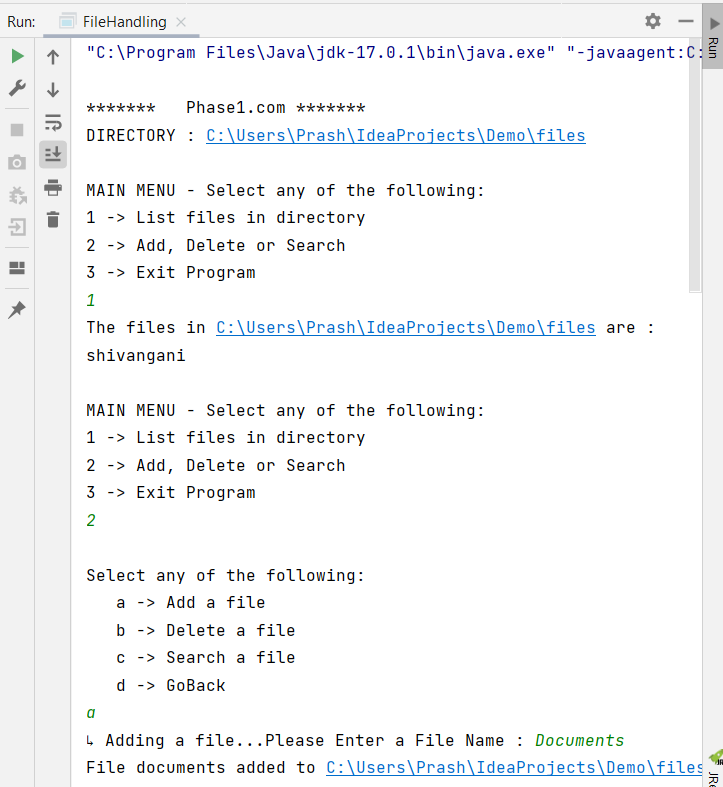 Run: FileHandling
"C:\Program Files\Java\jdk-17.0.1\bin\java.exe" "-javaagent:C:
Run
******* Phase1.com *******
DIRECTORY : C:\Users\Prash\IdeaProjects\Demo\files
MAIN MENU - Select any of the following:
1 -> List files in directory
2 -> Add, Delete or Search
3 -> Exit Program
1
The files in C:\Users\Prash\IdeaProjects\Demo\files are :
shivangani
MAIN MENU - Select any of the following:
1 -> List files in directory
2 -> Add, Delete or Search
3 -> Exit Program
2
Select any of the following:
a -> Add a file
b -> Delete a file
c -> Search a file
d -> GoBack
a
↳ Adding a file...Please Enter a File Name : Documents
File documents added to C:\Users\Prash\IdeaProjects\Demo\files